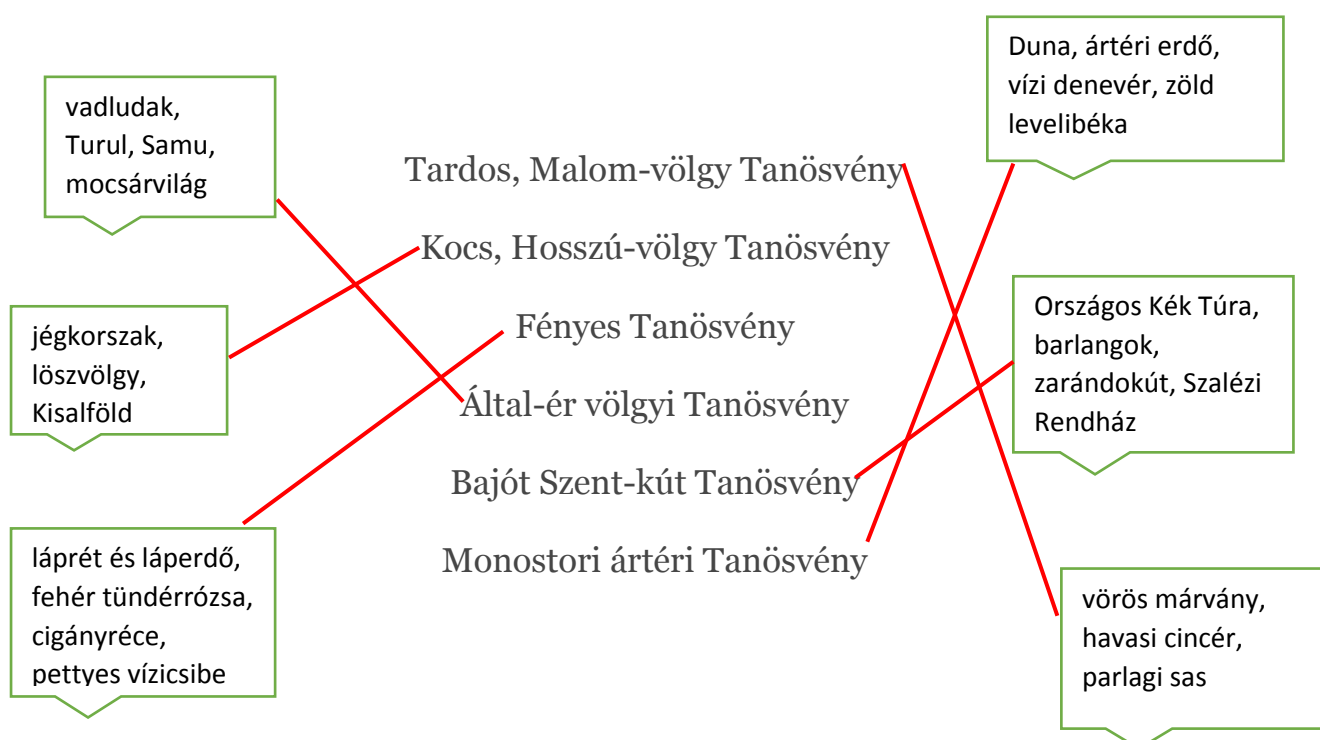 vadludak,
Turul, Samu,
mocsárvilág
jégkorszak,
löszvölgy,
Kisalföld
láprét és láperdő,
fehér tündérrózsa,
cigányréce,
pettyes vízicsibe
Tardos, Malom-völgy Tanösvény
Kocs, Hosszú-völgy Tanösvény
Fényes Tanösvény
Által-ér völgyi Tanösvény
Bajót Szent-kút Tanösvény
Monostori ártéri Tanösvény
Duna, ártéri erdő,
vízi denevér, zöld
levelibéka
Országos Kék Túra,
barlangok,
zarándokút, Szalézi
Rendház
vörös márvány,
havasi cincér,
parlagi sas